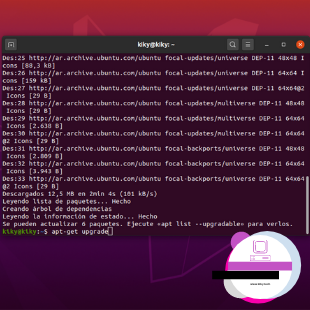 kiky@kiky: ~
Des:25 http://ar.archive.ubuntu.com/ubuntu focal-updates/universe DEP-11 48x48 I
cons [88,3 kB]
Des:26 http://ar.archive.ubuntu.com/ubuntu focal-updates/universe DEP-11 64x64 I
cons [159 kB]
Des:27 http://ar.archive.ubuntu.com/ubuntu focal-updates/universe DEP-11 64x64@2
 Icons [29 B]
Des:28 http://ar.archive.ubuntu.com/ubuntu focal-updates/multiverse DEP-11 48x48
 Icons [29 B]
Des:29 http://ar.archive.ubuntu.com/ubuntu focal-updates/multiverse DEP-11 64x64
 Icons [2.638 B]
Des:30 http://ar.archive.ubuntu.com/ubuntu focal-updates/multiverse DEP-11 64x64
@2 Icons [29 B]
Des:31 http://ar.archive.ubuntu.com/ubuntu focal-backports/universe DEP-11 48x48
 Icons [2.809 B]
Des:32 http://ar.archive.ubuntu.com/ubuntu focal-backports/universe DEP-11 64x64
 Icons [3.943 B]
Des:33 http://ar.archive.ubuntu.com/ubuntu focal-backports/universe DEP-11 64x64
@2 Icons [29 B]
Descargados 12,5 MB en 2min 4s (101 kB/s)
Leyendo lista de paquetes... Hecho
Creando árbol de dependencias
Leyendo la información de estado... Hecho
Se pueden actualizar 6 paquetes. Ejecute «apt list --upgradable» para verlos.
kiky@kiky:~$ apt-get upgrade